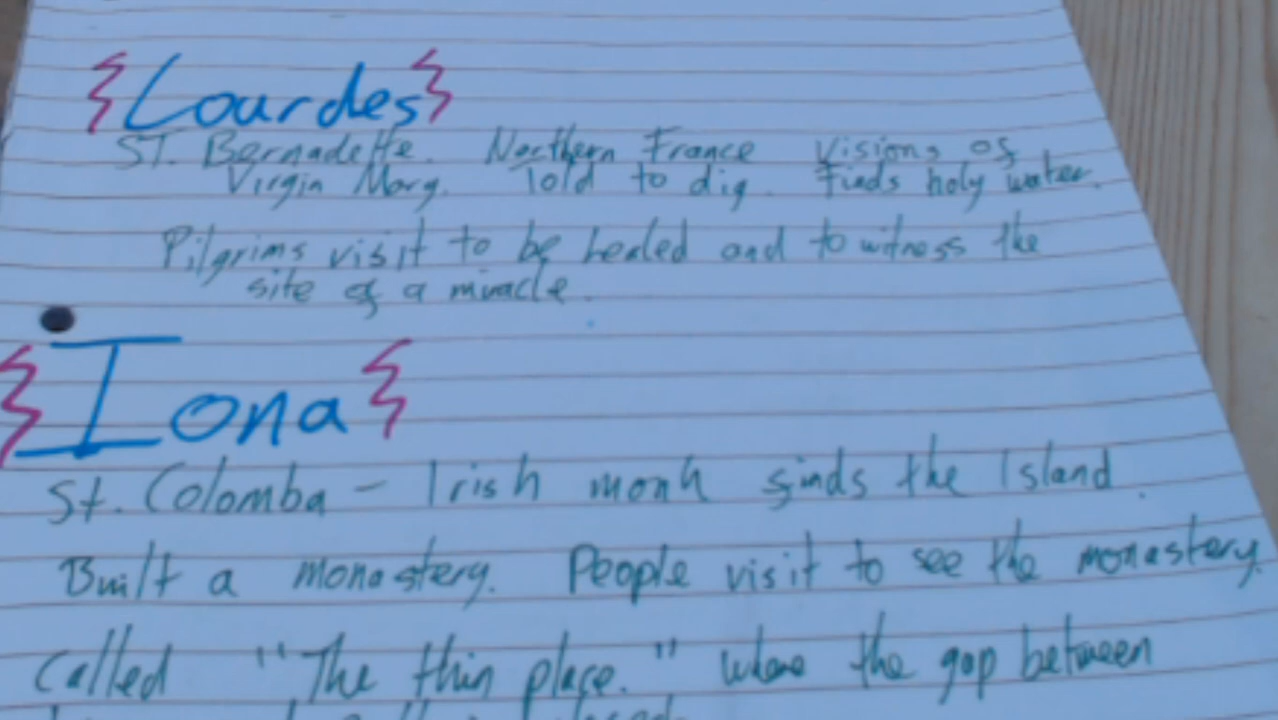 Lourdes
ST. Bernadette. Northern France Visions of
Virgin Mary. Told to dig. Finds holy water.
Pilgrims visit to be healed and to witness the
site of a miracle.
Iona
St. Colomba - Irish monk finds the Island.
Built a monastery. People visit to see the monastery.
Called "The thin place." where the gap between